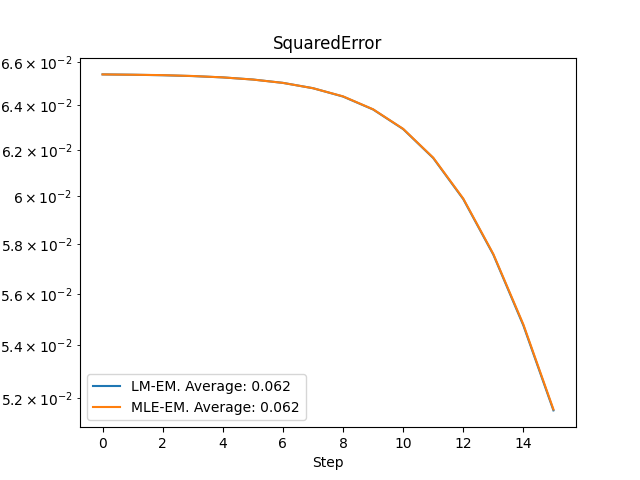 SquaredError
6.6 × 10⁻²
6.4 × 10⁻²
6.2 × 10⁻²
6 × 10⁻²
5.8 × 10⁻²
5.6 × 10⁻²
5.4 × 10⁻²
5.2 × 10⁻²
LM-EM. Average: 0.062
MLE-EM. Average: 0.062
0 2 4 6 8 10 12 14
Step